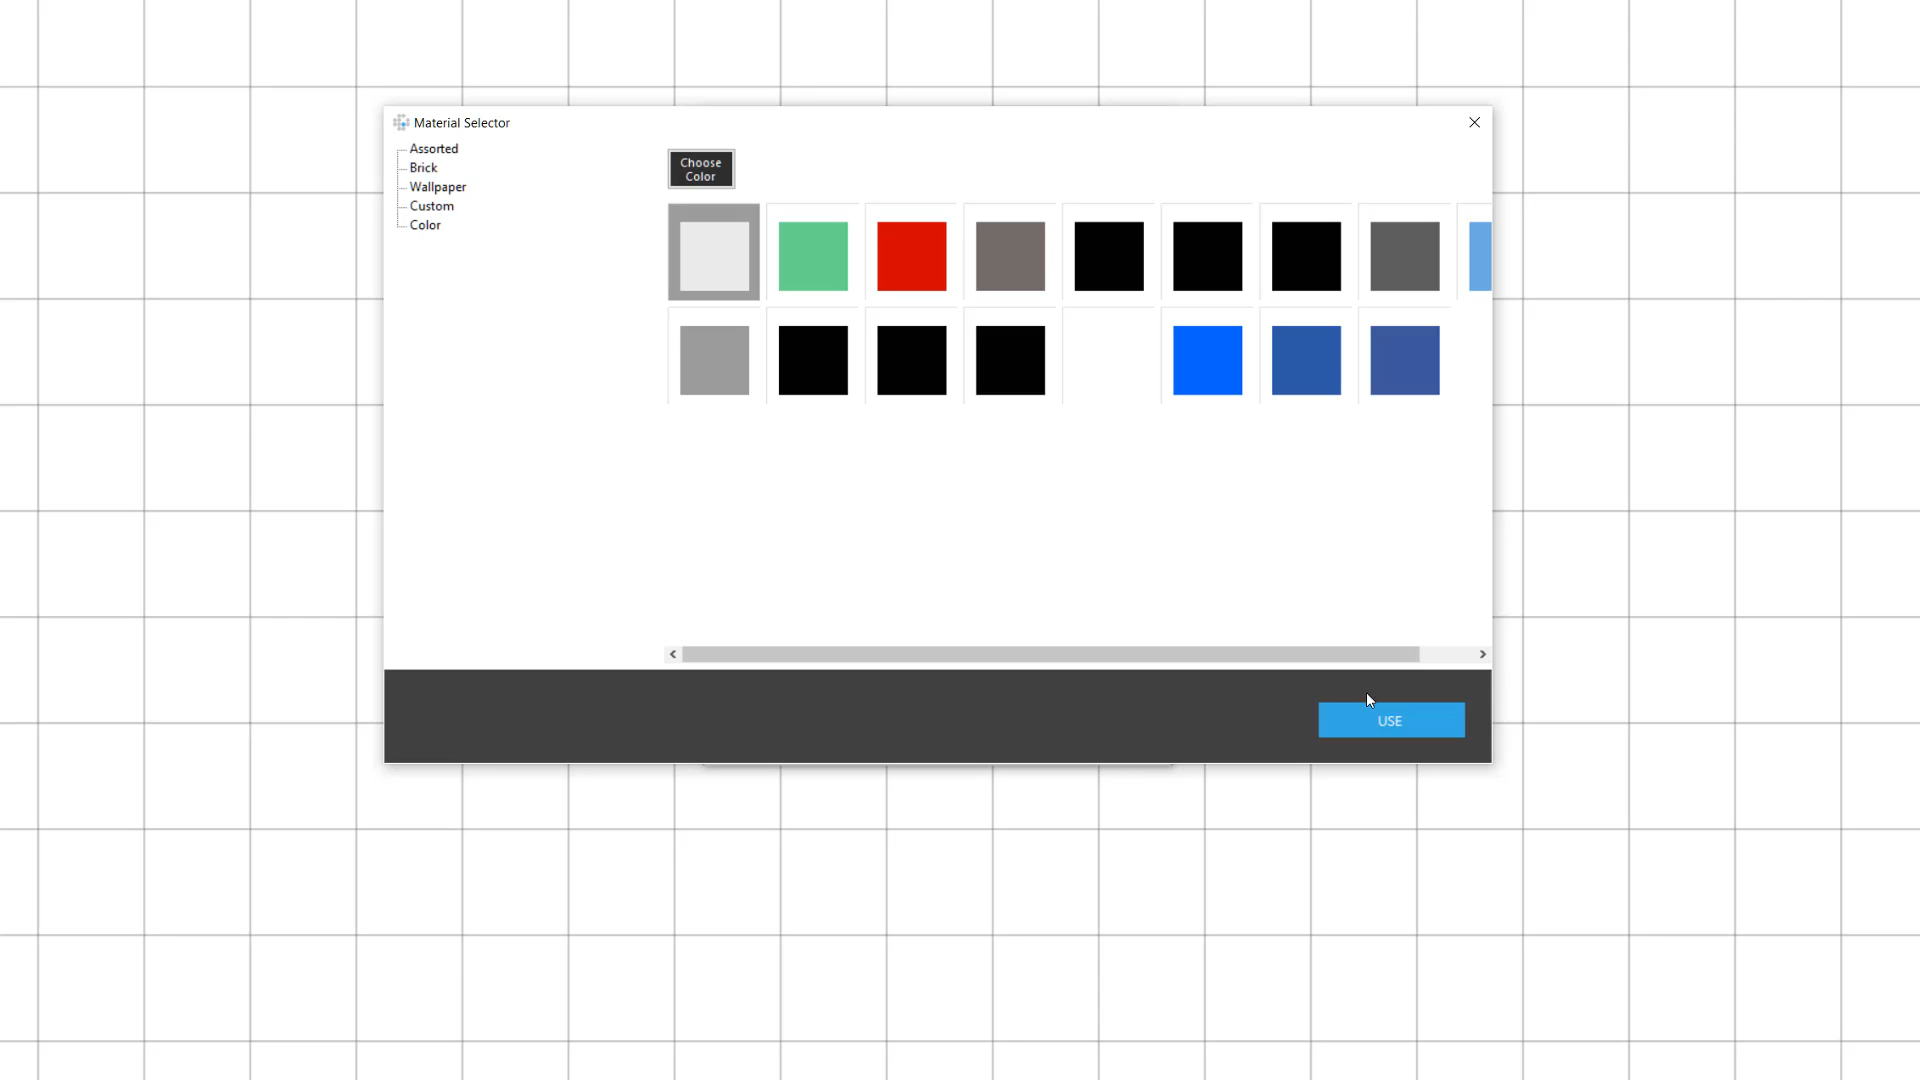 Material Selector
Assorted
Brick
Wallpaper
Custom
Color
Choose
Color
USE